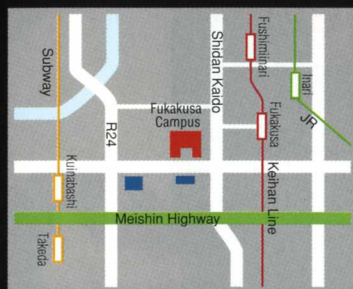 Subway
R24
Shidan Kaido
Fushimiinari
Inari
JR
Fukakusa
Campus
Fukakusa
Kuinabashi
Keihan Line
Meishin Highway
Takeda